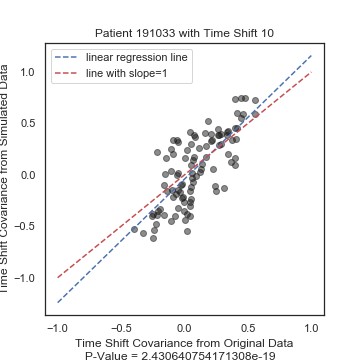 Patient 191033 with Time Shift 10
linear regression line
line with slope=1
Time Shift Covariance from Simulated Data
1.0
0.5
0.0
−0.5
−1.0
−1.0
−0.5
0.0
0.5
1.0
Time Shift Covariance from Original Data
P-Value = 2.430640754171308e-19